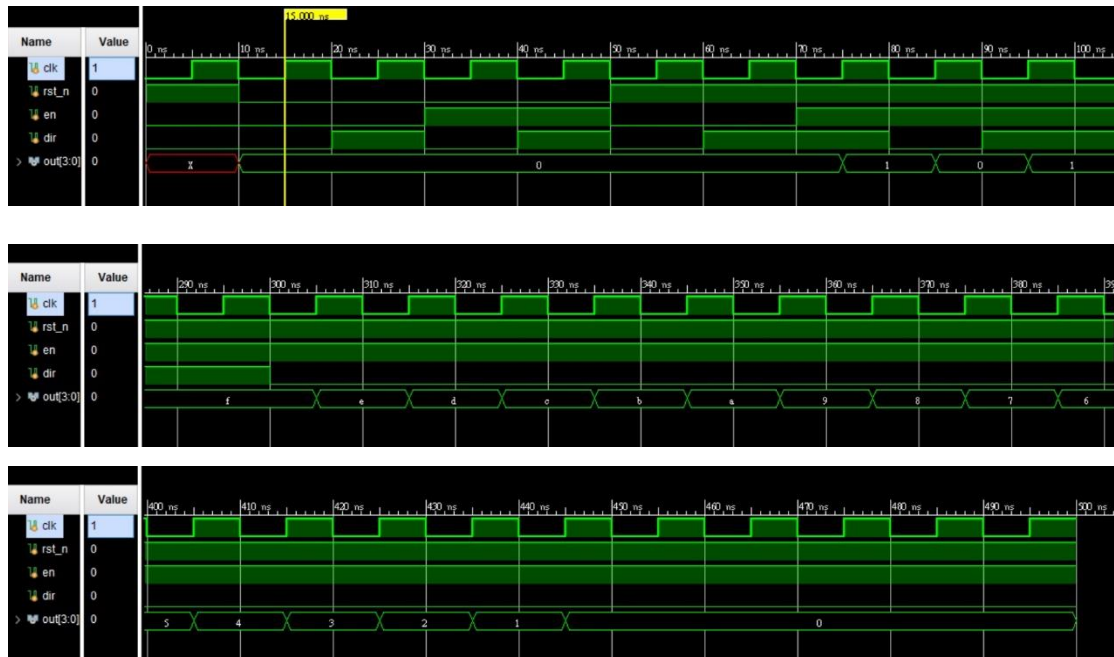 15.000 ns
Name Value 0 ns 10 ns 20 ns 30 ns 40 ns 50 ns 60 ns 70 ns 80 ns 90 ns 100 ns
clk 1
rst_n 0
en 0
dir 0
> out[3:0] 0 X 0 1 0 1
Name Value 290 ns 300 ns 310 ns 320 ns 330 ns 340 ns 350 ns 360 ns 370 ns 380 ns 39
clk 1
rst_n 0
en 0
dir 0
> out[3:0] 0 f e d c b a 9 8 7 6
Name Value 400 ns 410 ns 420 ns 430 ns 440 ns 450 ns 460 ns 470 ns 480 ns 490 ns 500 ns
clk 1
rst_n 0
en 0
dir 0
> out[3:0] 0 5 4 3 2 1 0